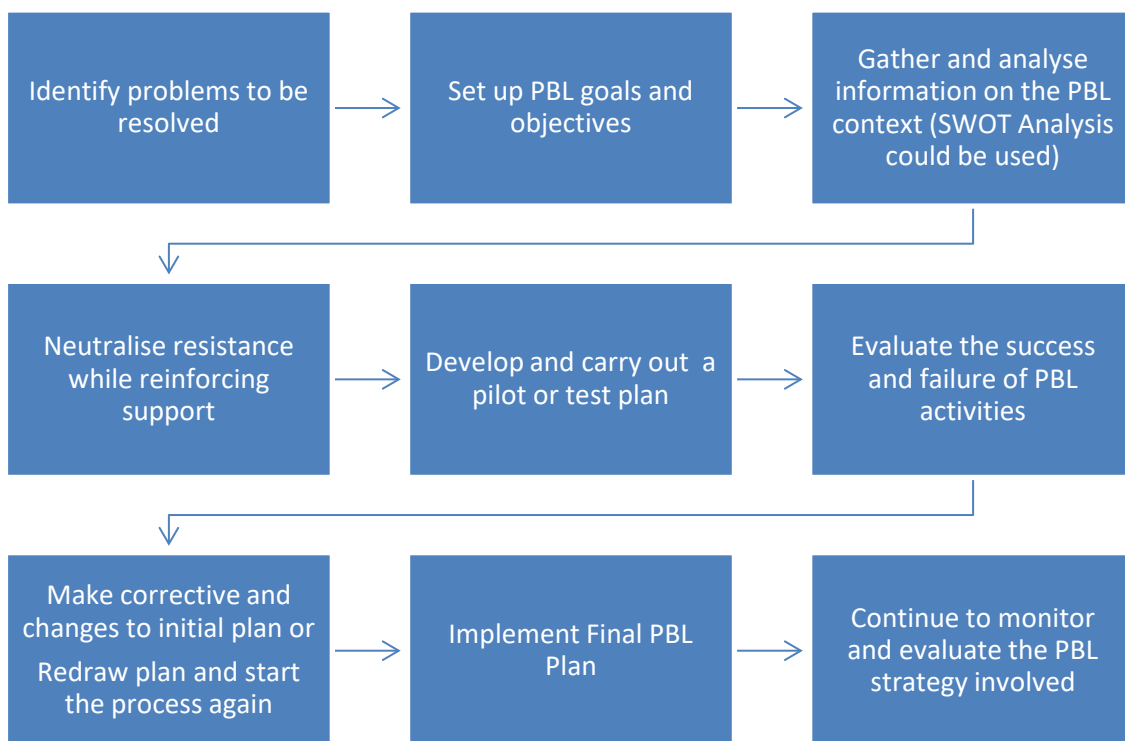 Identify problems to be
resolved
Set up PBL goals and
objectives
Gather and analyse
information on the PBL
context (SWOT Analysis
could be used)
Neutralise resistance
while reinforcing
support
Develop and carry out a
pilot or test plan
Evaluate the success
and failure of PBL
activities
Make corrective and
changes to initial plan or
Redraw plan and start
the process again
Implement Final PBL
Plan
Continue to monitor
and evaluate the PBL
strategy involved